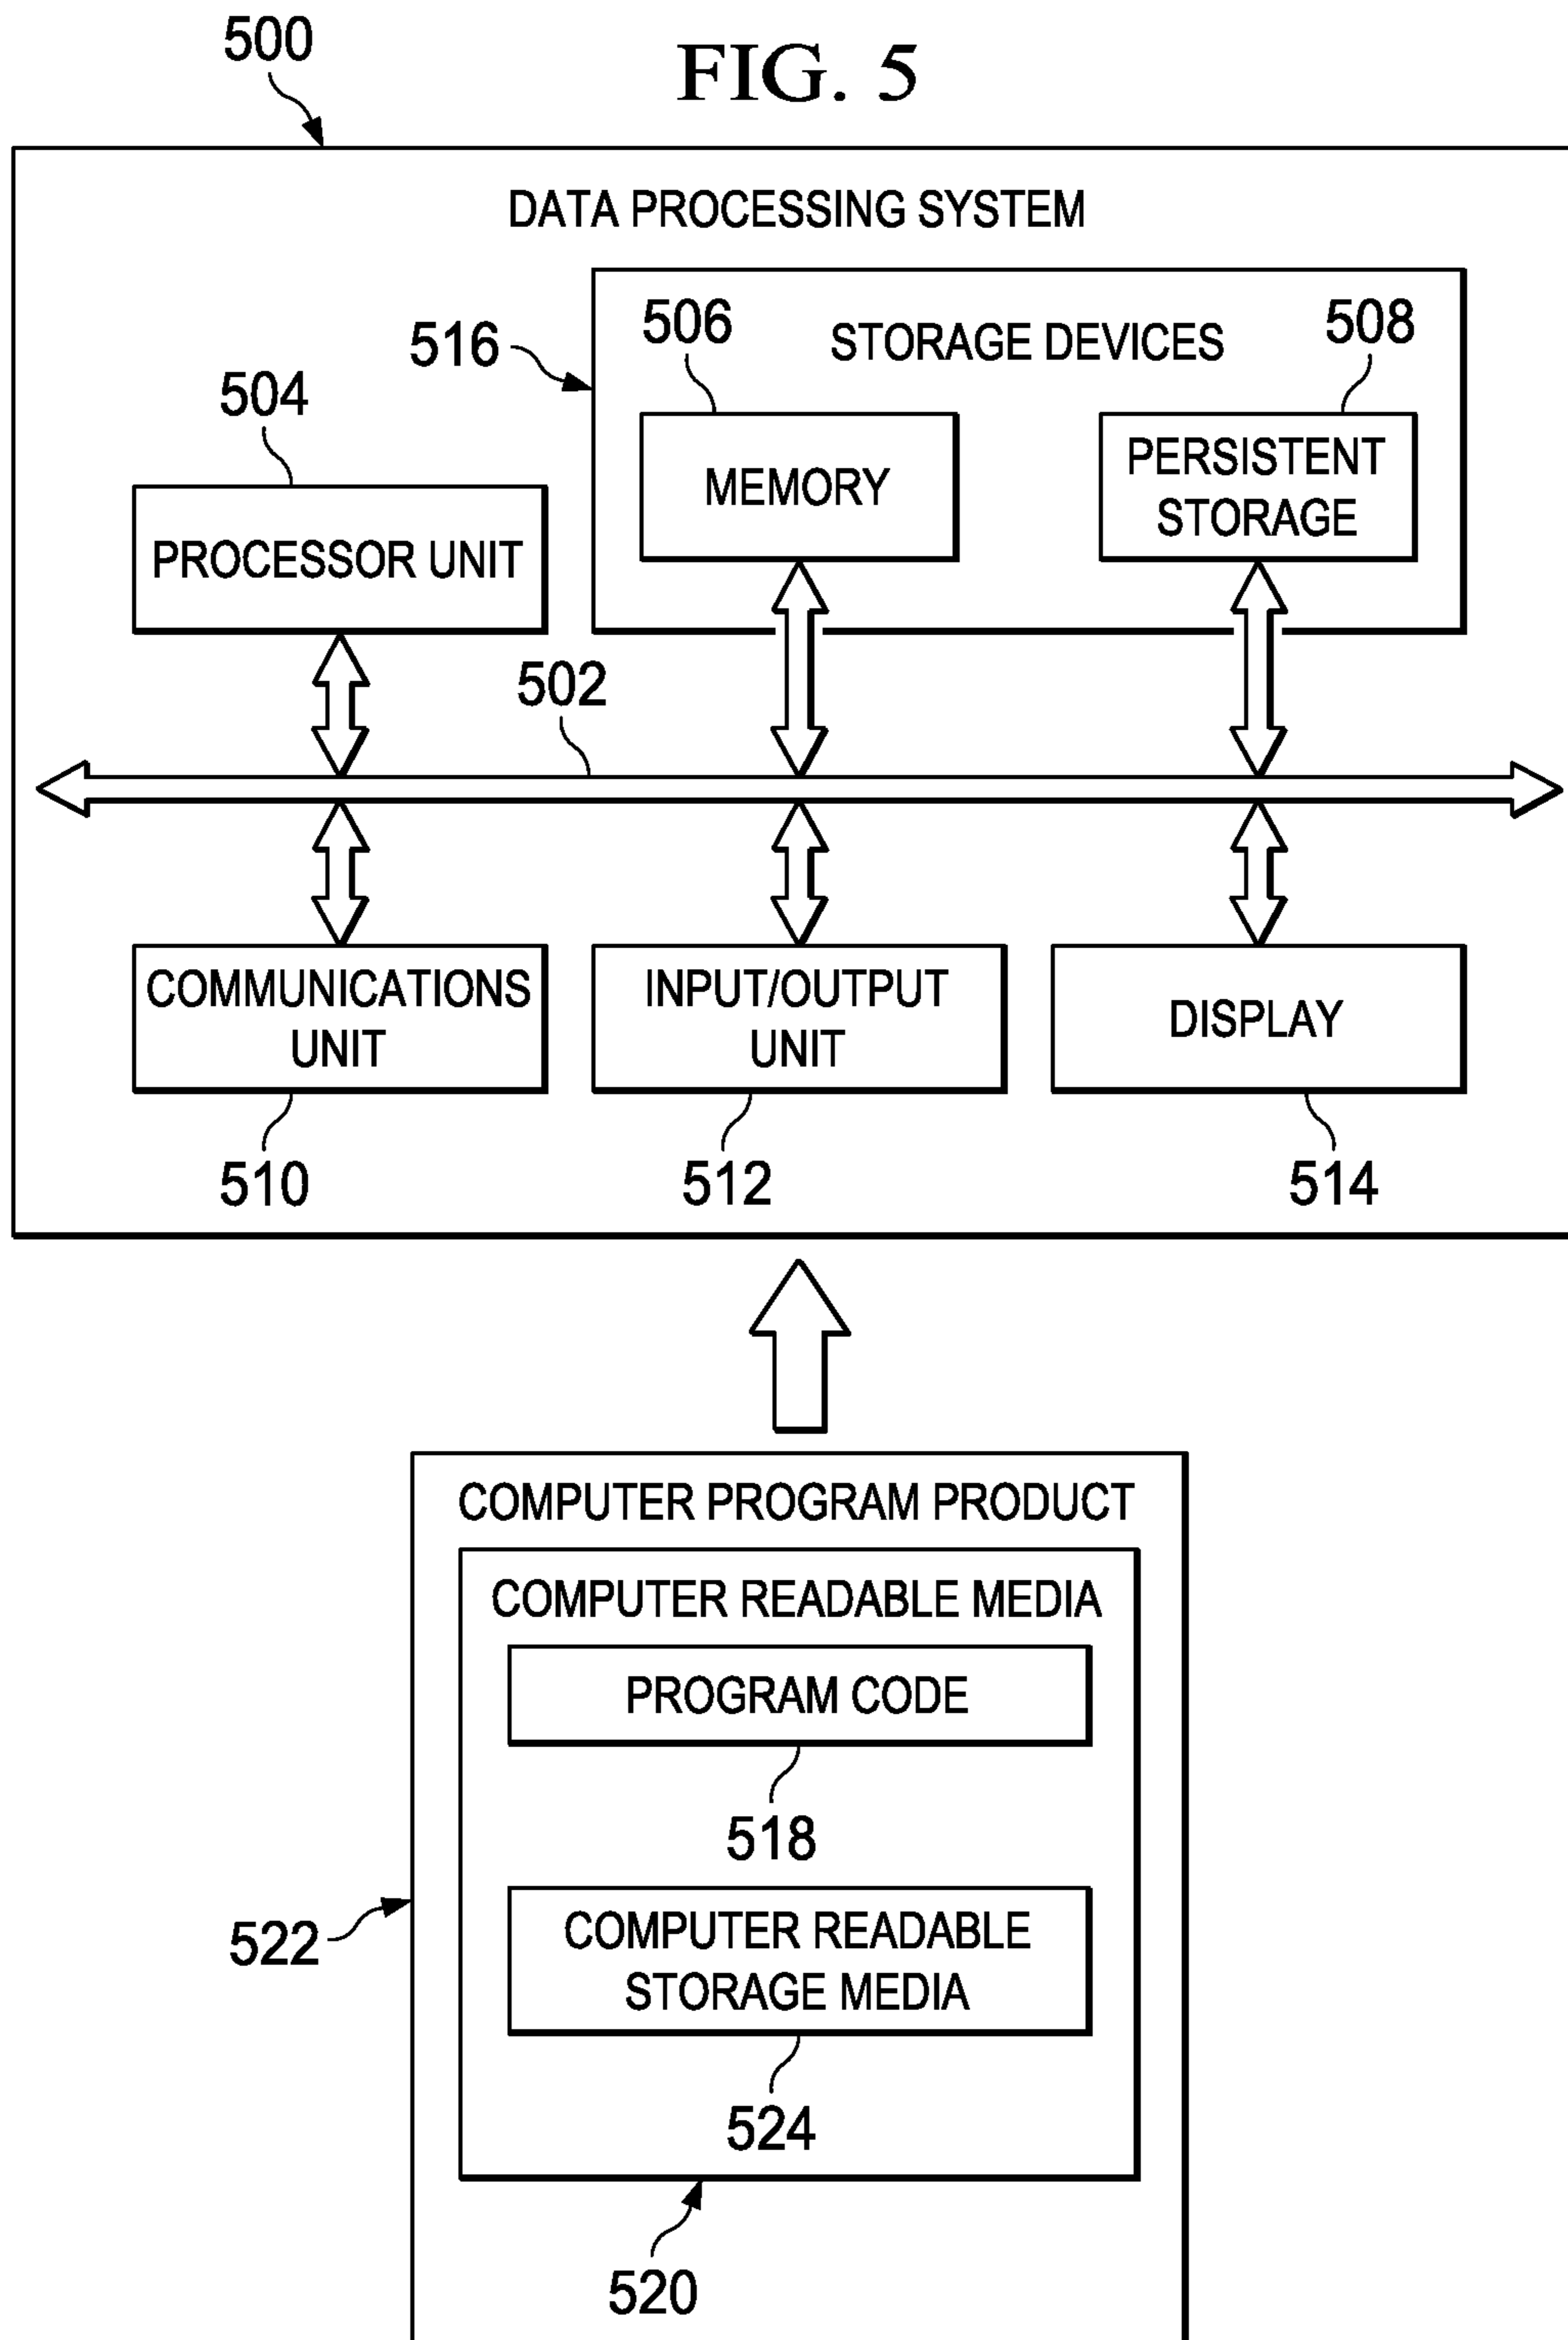 500
FIG. 5
DATA PROCESSING SYSTEM
516
506
STORAGE DEVICES
508
504
MEMORY
PERSISTENT
STORAGE
PROCESSOR UNIT
502
COMMUNICATIONS
UNIT
INPUT/OUTPUT
UNIT
DISPLAY
510
512
514
COMPUTER PROGRAM PRODUCT
COMPUTER READABLE MEDIA
PROGRAM CODE
518
522
COMPUTER READABLE
STORAGE MEDIA
524
520